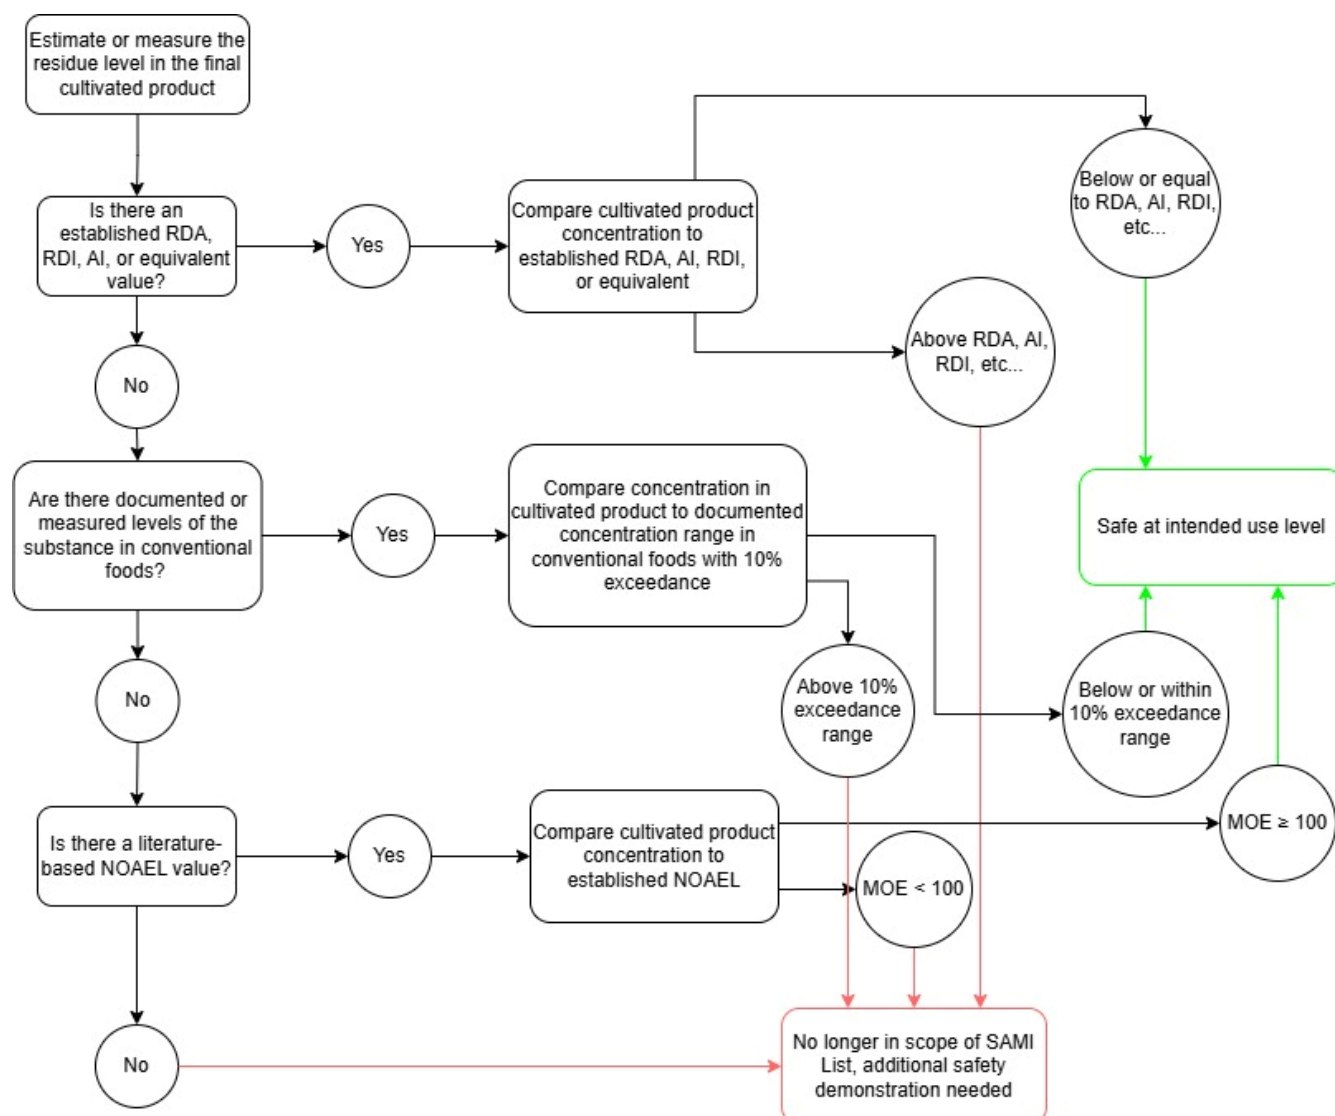 Estimate or measure the
residue level in the final
cultivated product
Is there an
established RDA,
RDI, AI, or equivalent
value?
Yes
Compare cultivated product
concentration to
established RDA, AI, RDI,
or equivalent
Below or equal
to RDA, AI, RDI,
etc...
Above RDA, AI,
RDI, etc...
No
Are there documented or
measured levels of the
substance in conventional
foods?
Yes
Compare concentration in
cultivated product to documented
concentration range in
conventional foods with 10%
exceedance
Safe at intended use level
Above 10%
exceedance
range
Below or within
10% exceedance
range
No
Is there a literature-
based NOAEL value?
Yes
Compare cultivated product
concentration to
established NOAEL
MOE < 100
MOE ≥ 100
No
No longer in scope of SAMI
List, additional safety
demonstration needed